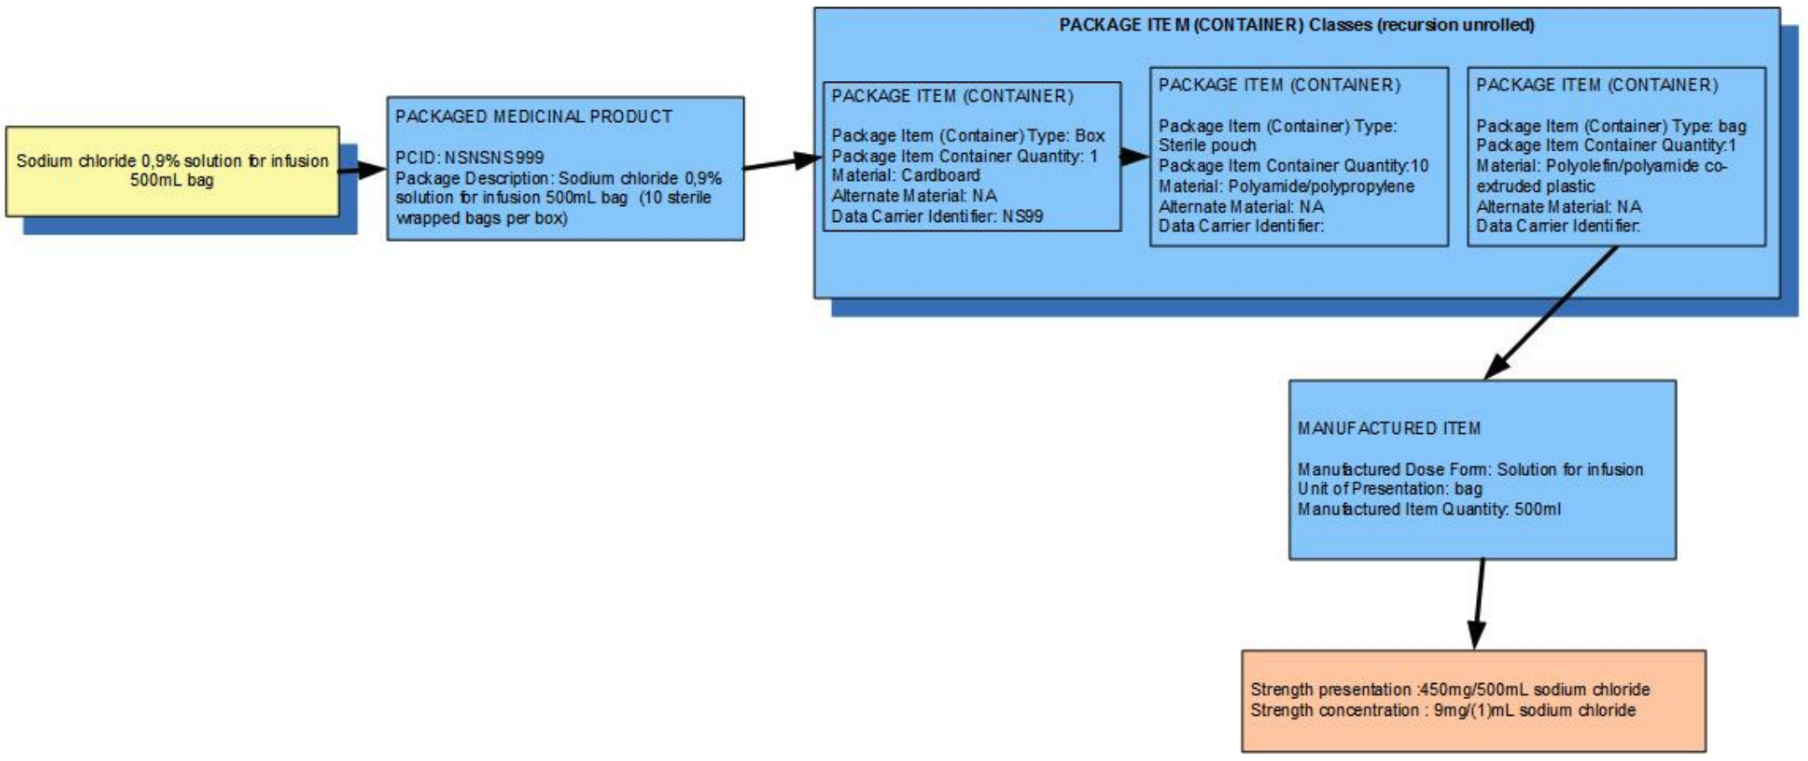 Sodium chloride 0,9% solution for infusion
500mL bag
PACKAGED MEDICINAL PRODUCT
PCID: NSNSNS999
Package Description: Sodium chloride 0,9%
solution for infusion 500mL bag (10 sterile
wrapped bags per box)
PACKAGE ITEM (CONTAINER) Classes (recursion unrolled)
PACKAGE ITEM (CONTAINER)
Package Item (Container) Type: Box
Package Item Container Quantity: 1
Material: Cardboard
Alternate Material: NA
Data Carrier Identifier: NS99
PACKAGE ITEM (CONTAINER)
Package Item (Container) Type:
Sterile pouch
Package Item Container Quantity:10
Material: Polyamide/polypropylene
Alternate Material: NA
Data Carrier Identifier:
PACKAGE ITEM (CONTAINER)
Package Item (Container) Type: bag
Package Item Container Quantity:1
Material: Polyolefin/polyamide co-
extruded plastic
Alternate Material: NA
Data Carrier Identifier:
MANUFACTURED ITEM
Manufactured Dose Form: Solution for infusion
Unit of Presentation: bag
Manufactured Item Quantity: 500ml
Strength presentation :450mg/500mL sodium chloride
Strength concentration : 9mg/(1)mL sodium chloride